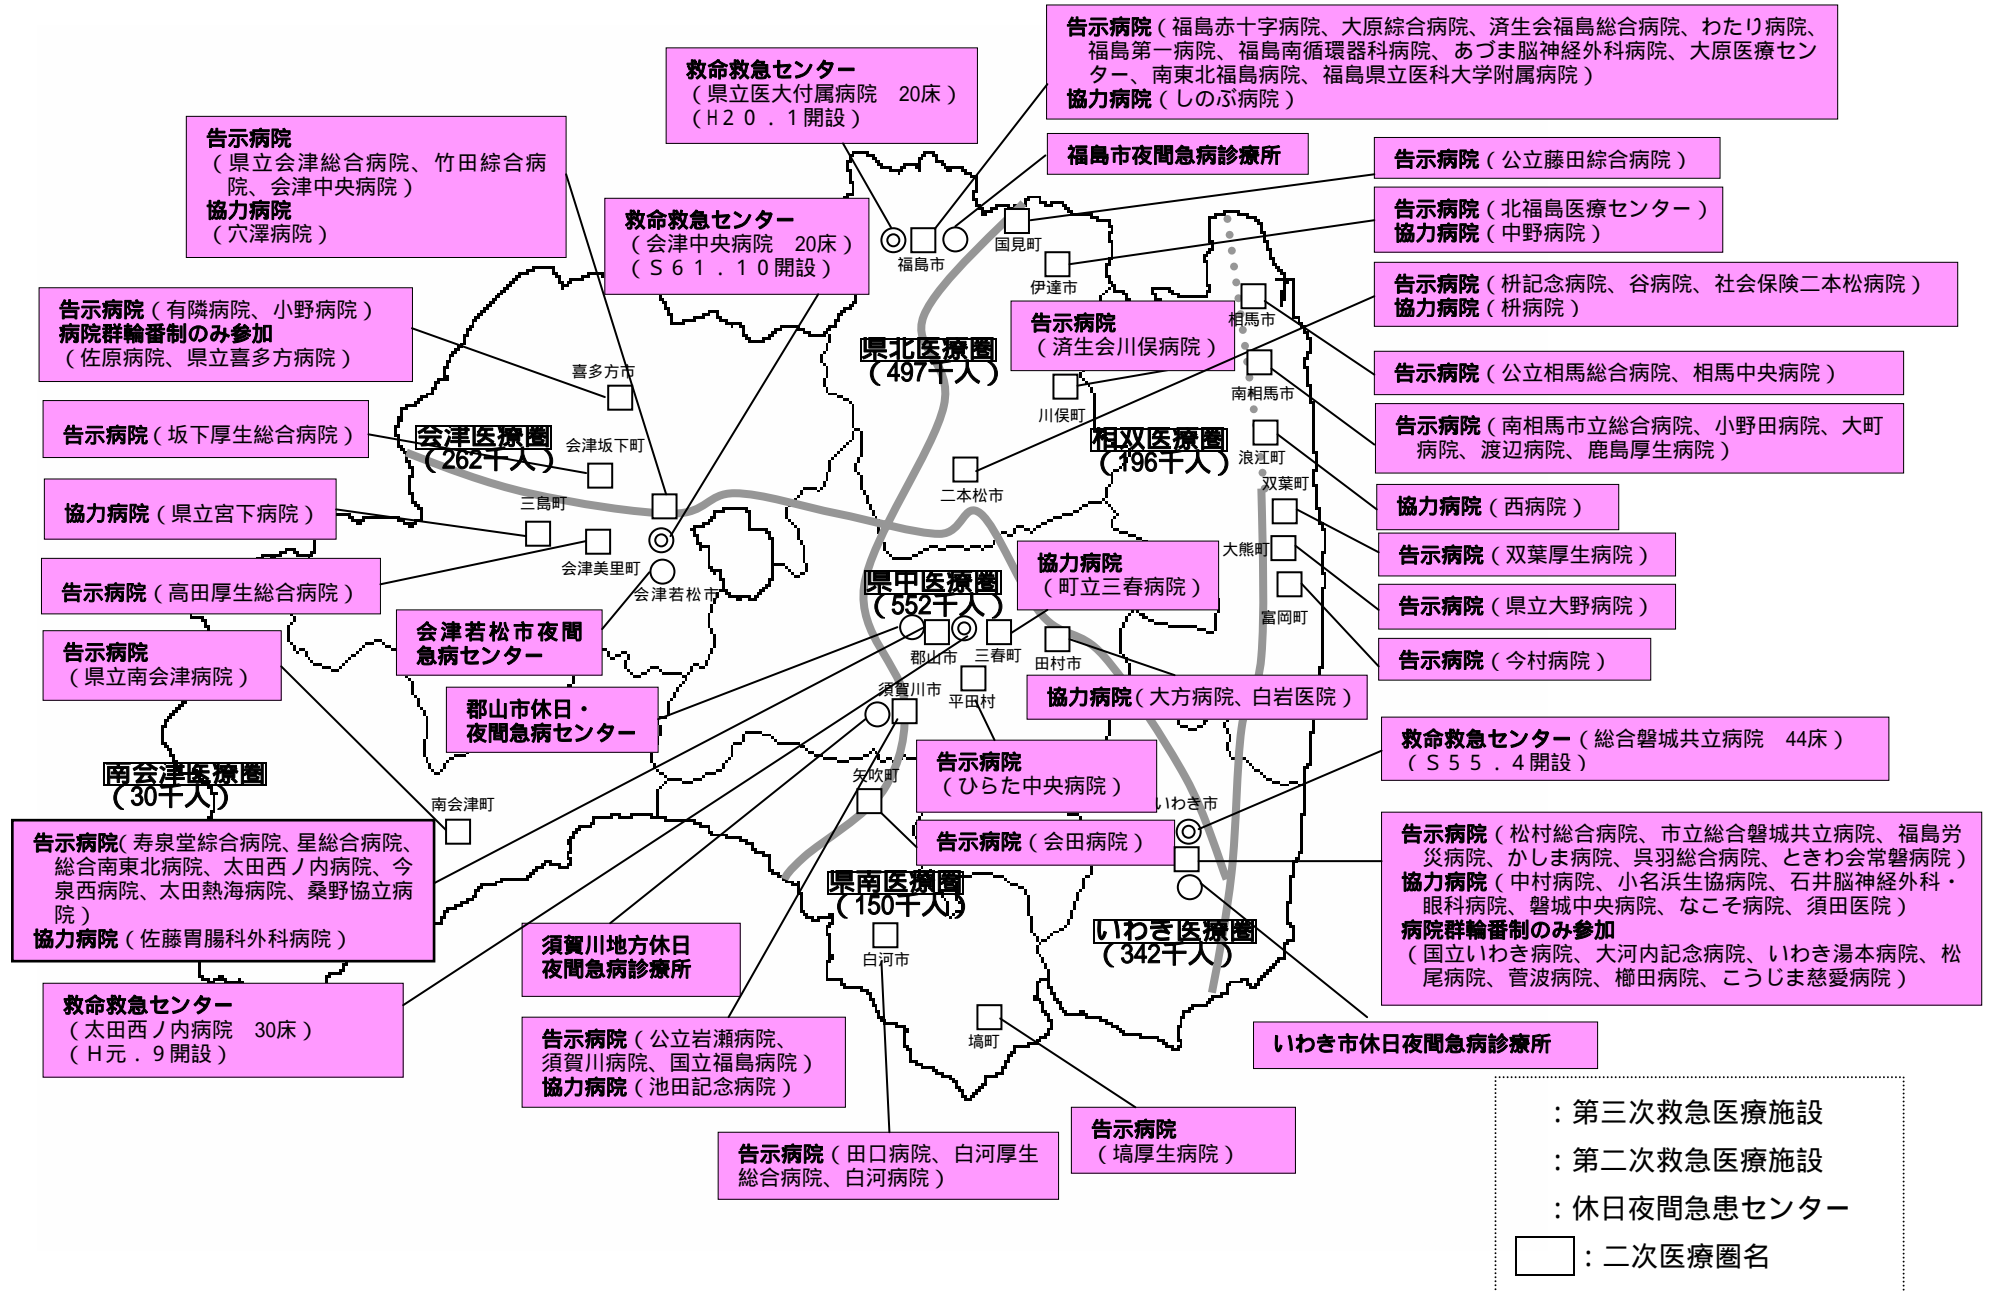 告示病院（福島赤十字病院、大原綜合病院、済生会福島総合病院、わたり病院、
福島第一病院、福島南循環器科病院、あづま脳神経外科病院、大原医療セン
ター、南東北福島病院、福島県立医科大学附属病院）
協力病院（しのぶ病院）
救命救急センター
（県立医大付属病院　20床）
（H２０．１開設）
告示病院
（県立会津総合病院、竹田綜合病
院、会津中央病院）
協力病院
（穴澤病院）
福島市夜間急病診療所
告示病院（公立藤田綜合病院）
救命救急センター
（会津中央病院　20床）
（Ｓ６１．１０開設）
告示病院（北福島医療センター）
協力病院（中野病院）
福島市
国見町
伊達市
告示病院（枡記念病院、谷病院、社会保険二本松病院）
協力病院（枡病院）
告示病院（有隣病院、小野病院）
病院群輪番制のみ参加
（佐原病院、県立喜多方病院）
告示病院
（済生会川俣病院）
相馬市
県北医療圏
（497千人）
喜多方市
告示病院（公立相馬総合病院、相馬中央病院）
南相馬市
川俣町
告示病院（坂下厚生総合病院）
会津医療圏
（262千人）
会津坂下町
相双医療圏
（196千人）
告示病院（南相馬市立総合病院、小野田病院、大町
病院、渡辺病院、鹿島厚生病院）
浪江町
双葉町
二本松市
協力病院（県立宮下病院）
三島町
協力病院（西病院）
会津美里町
大熊町
告示病院（双葉厚生病院）
告示病院（高田厚生総合病院）
会津若松市
県中医療圏
（552千人）
協力病院
（町立三春病院）
告示病院（県立大野病院）
富岡町
会津若松市夜間
急病センター
告示病院
（県立南会津病院）
郡山市
三春町
田村市
告示病院（今村病院）
郡山市休日・
夜間急病センター
須賀川市
平田村
協力病院（大方病院、白岩医院）
救命救急センター（総合磐城共立病院　44床）
（Ｓ５５．４開設）
南会津医療圏
（30千人）
告示病院
（ひらた中央病院）
矢吹町
南会津町
いわき市
告示病院（会田病院）
告示病院（寿泉堂綜合病院、星総合病院、
総合南東北病院、太田西ノ内病院、今
泉西病院、太田熱海病院、桑野協立病
院）
協力病院（佐藤胃腸科外科病院）
告示病院（松村総合病院、市立総合磐城共立病院、福島労
災病院、かしま病院、呉羽総合病院、ときわ会常磐病院）
協力病院（中村病院、小名浜生協病院、石井脳神経外科・
眼科病院、磐城中央病院、なこそ病院、須田医院）
病院群輪番制のみ参加
（国立いわき病院、大河内記念病院、いわき湯本病院、松
尾病院、菅波病院、櫛田病院、こうじま慈愛病院）
県南医療圏
（150千人）
いわき医療圏
（342千人）
須賀川地方休日
夜間急病診療所
白河市
救命救急センター
（太田西ノ内病院　30床）
（Ｈ元．９開設）
告示病院（公立岩瀬病院、
須賀川病院、国立福島病院）
協力病院（池田記念病院）
塙町
いわき市休日夜間急病診療所
告示病院（田口病院、白河厚生
総合病院、白河病院）
告示病院
（塙厚生病院）
：第三次救急医療施設
：第二次救急医療施設
：休日夜間急患センター
：二次医療圏名